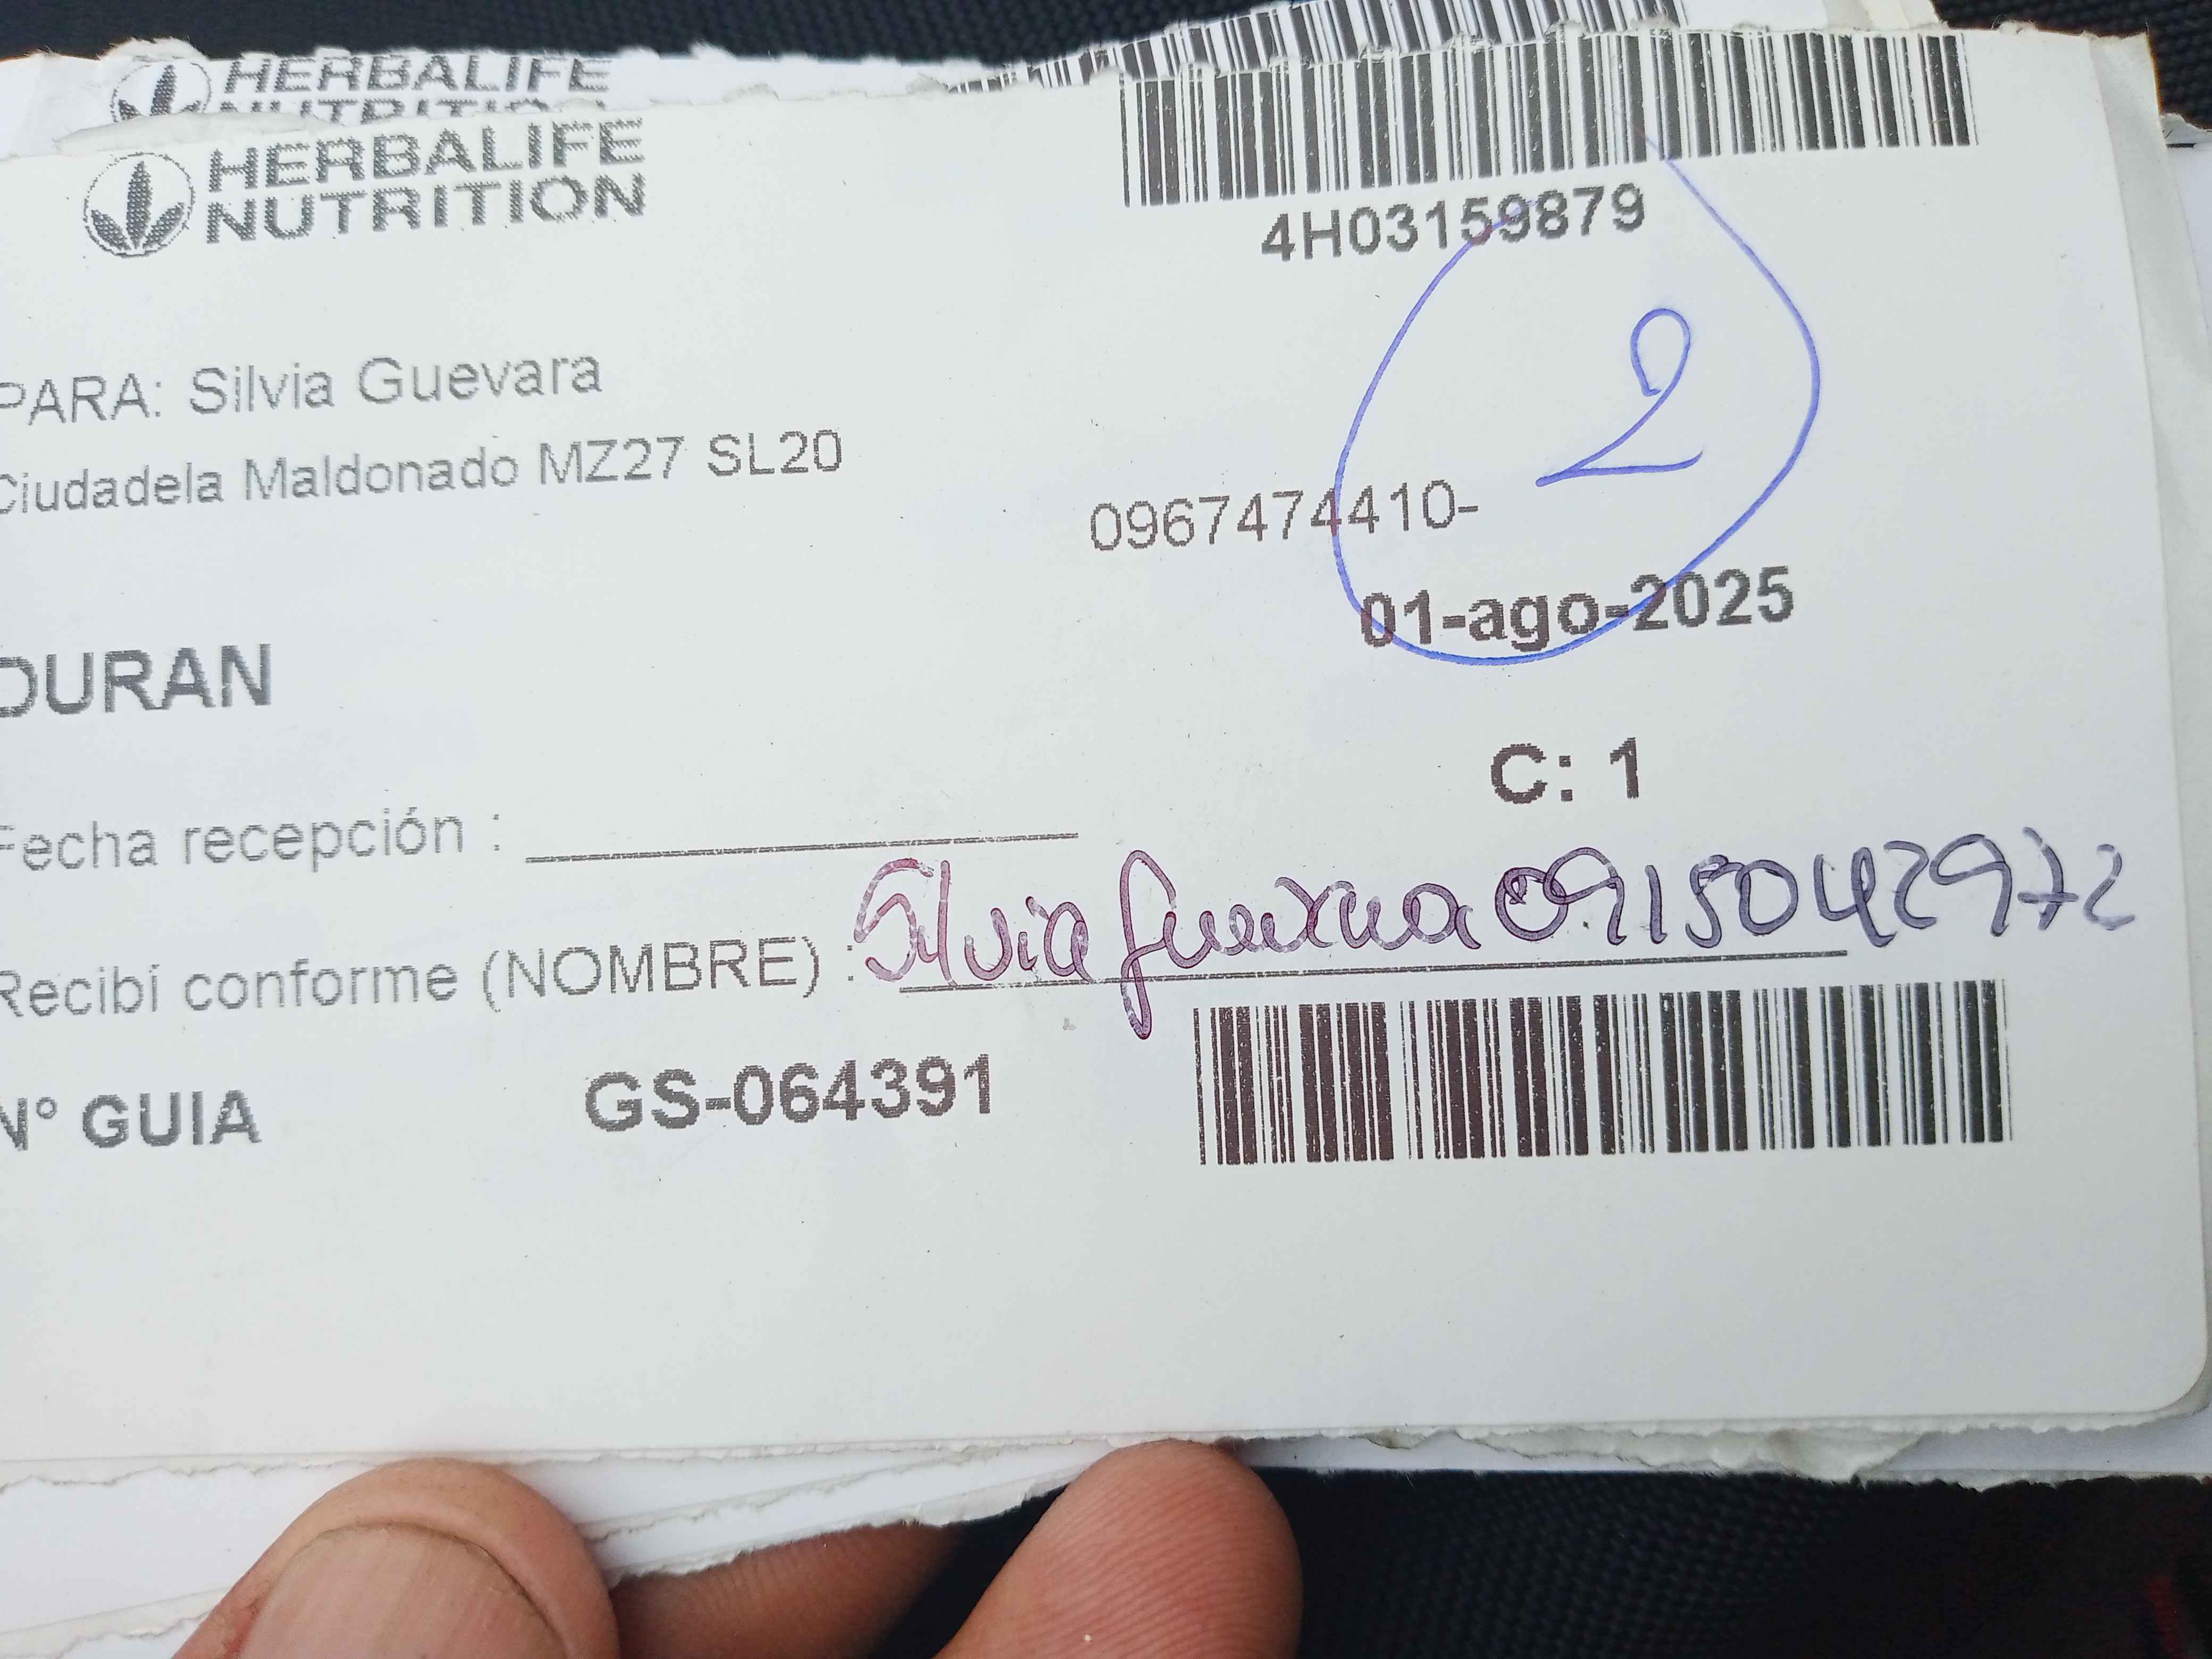 HERBALIFE
NUTRITION
HERBALIFE
NUTRITION
4H03159879
2
PARA: Silvia Guevara
Ciudadela Maldonado MZ27 SL20
0967474410-
01-ago-2025
DURAN
C: 1
Fecha recepción :
Recibí conforme (NOMBRE) : Silvia Guevara 0915042972
N° GUIA GS-064391